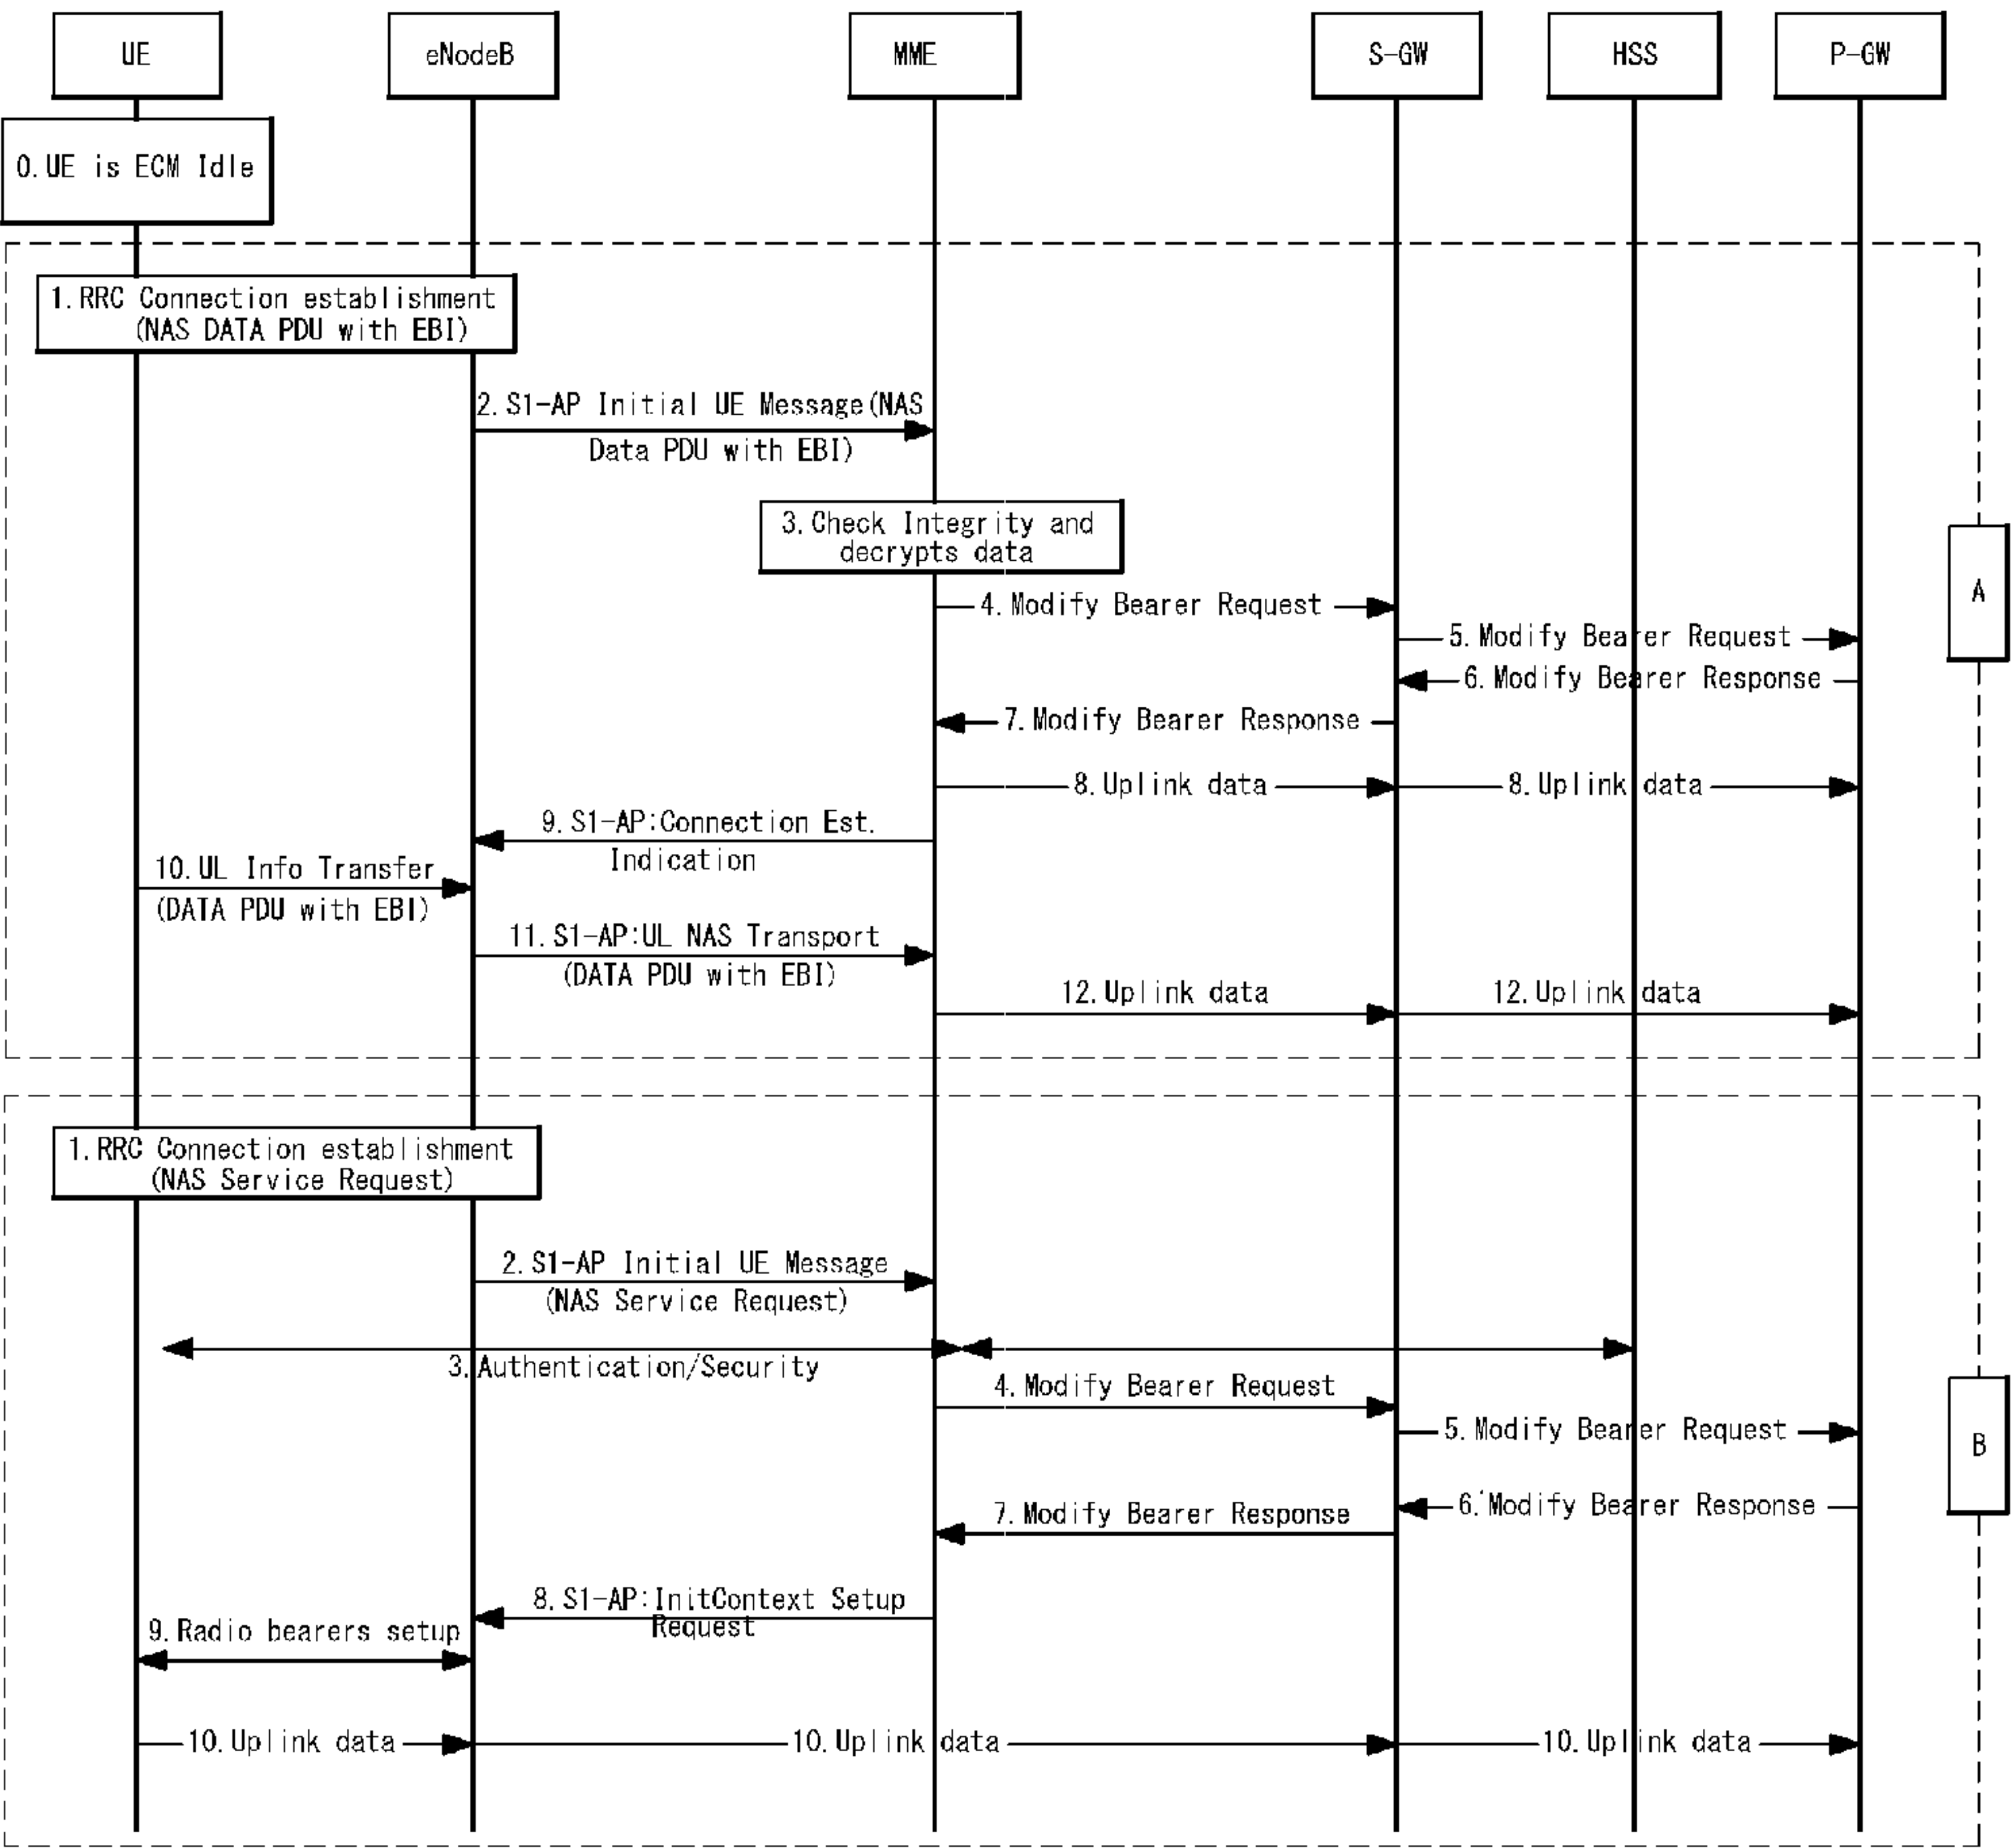 UE
eNodeB
MME
S-GW
HSS
P-GW
0.UE is ECM Idle
1.RRC Connection establishment
(NAS DATA PDU with EBI)
2.S1-AP Initial UE Message(NAS
Data PDU with EBI)
3.Check Integrity and
decrypts data
4.Modify Bearer Request
5.Modify Bearer Request
6.Modify Bearer Response
7.Modify Bearer Response
8.Uplink data
8.Uplink data
9.S1-AP:Connection Est.
Indication
10.UL Info Transfer
(DATA PDU with EBI)
11.S1-AP:UL NAS Transport
(DATA PDU with EBI)
12.Uplink data
12.Uplink data
A
1.RRC Connection establishment
(NAS Service Request)
2.S1-AP Initial UE Message
(NAS Service Request)
3.Authentication/Security
4.Modify Bearer Request
5.Modify Bearer Request
6.Modify Bearer Response
7.Modify Bearer Response
8.S1-AP:InitContext Setup
Request
9.Radio bearers setup
10.Uplink data
10.Uplink data
10.Uplink data
B